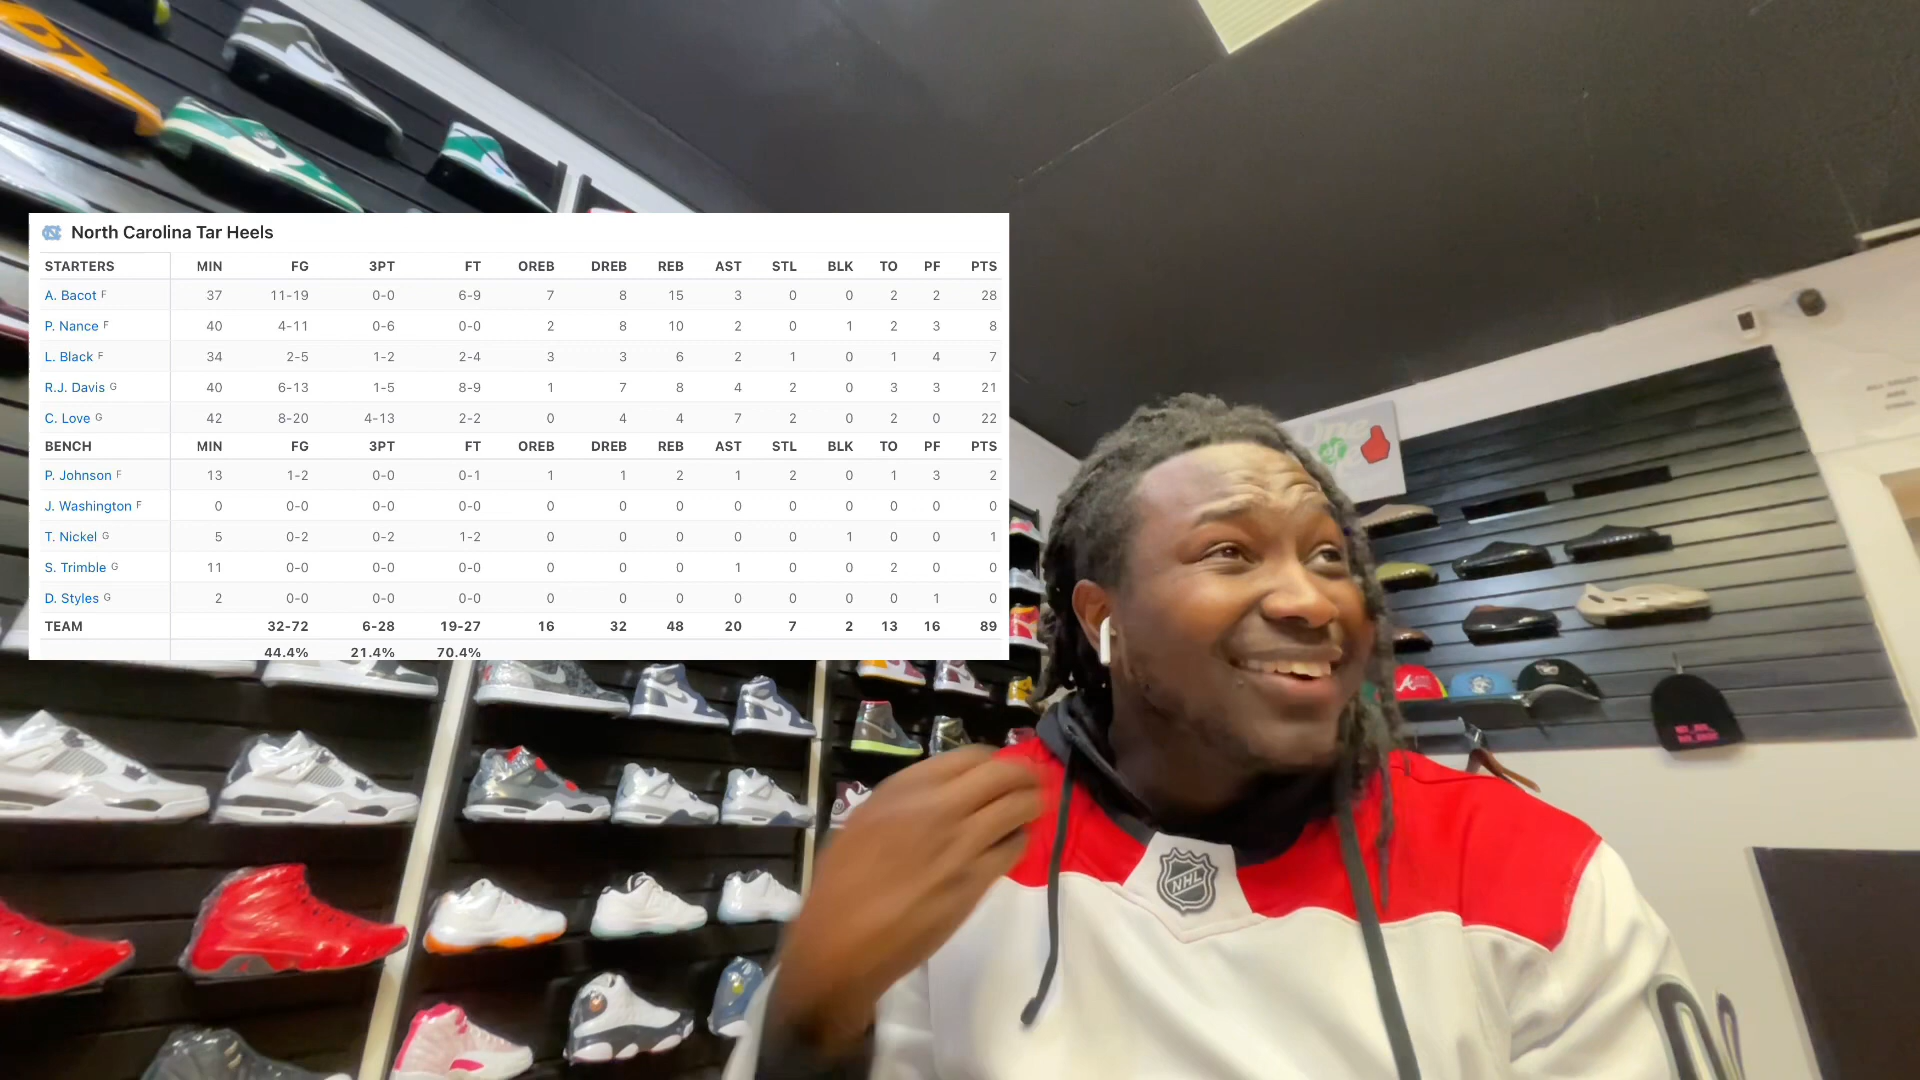 North Carolina Tar Heels
STARTERS MIN FG 3PT FT OREB DREB REB AST STL BLK TO PF PTS
A. Bacot F 37 11-19 0-0 6-9 7 8 15 3 0 0 2 2 28
P. Nance F 40 4-11 0-6 0-0 2 8 10 2 0 1 2 3 8
L. Black F 34 2-5 1-2 2-4 3 3 6 2 1 0 1 4 7
R.J. Davis G 40 6-13 1-5 8-9 1 7 8 4 2 0 3 3 21
C. Love G 42 8-20 4-13 2-2 0 4 4 7 2 0 2 0 22
BENCH MIN FG 3PT FT OREB DREB REB AST STL BLK TO PF PTS
P. Johnson F 13 1-2 0-0 0-1 1 1 2 1 2 0 1 3 2
J. Washington F 0 0-0 0-0 0-0 0 0 0 0 0 0 0 0 0
T. Nickel G 5 0-2 0-2 1-2 0 0 0 0 0 1 0 0 1
S. Trimble G 11 0-0 0-0 0-0 0 0 0 1 0 0 2 0 0
D. Styles G 2 0-0 0-0 0-0 0 0 0 0 0 0 0 1 0
TEAM 32-72 6-28 19-27 16 32 48 20 7 2 13 16 89
44.4% 21.4% 70.4%
One
of
NHL